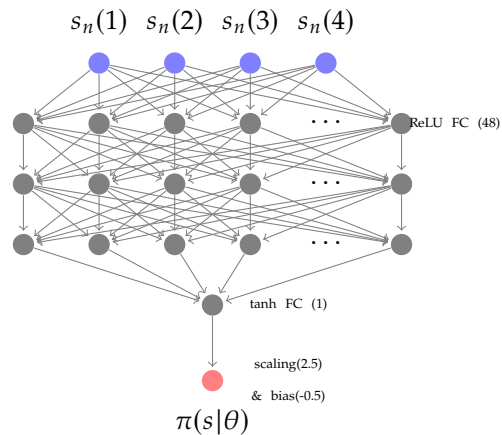 s_n(1) s_n(2) s_n(3) s_n(4)
... ReLU FC (48)
...
...
tanh FC (1)
scaling(2.5)
& bias(-0.5)
π(s|θ)